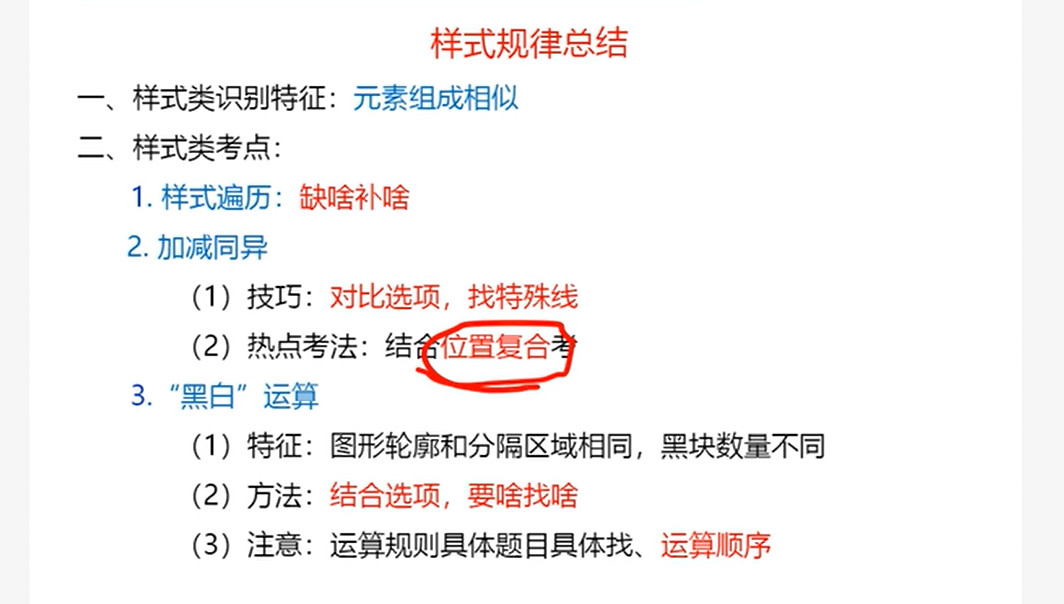 样式规律总结
一、样式类识别特征：元素组成相似
二、样式类考点：
1. 样式遍历：缺啥补啥
2. 加减同异
（1）技巧：对比选项，找特殊线
（2）热点考法：结合位置复合考
3. “黑白”运算
（1）特征：图形轮廓和分隔区域相同，黑块数量不同
（2）方法：结合选项，要啥找啥
（3）注意：运算规则具体题目具体找、运算顺序